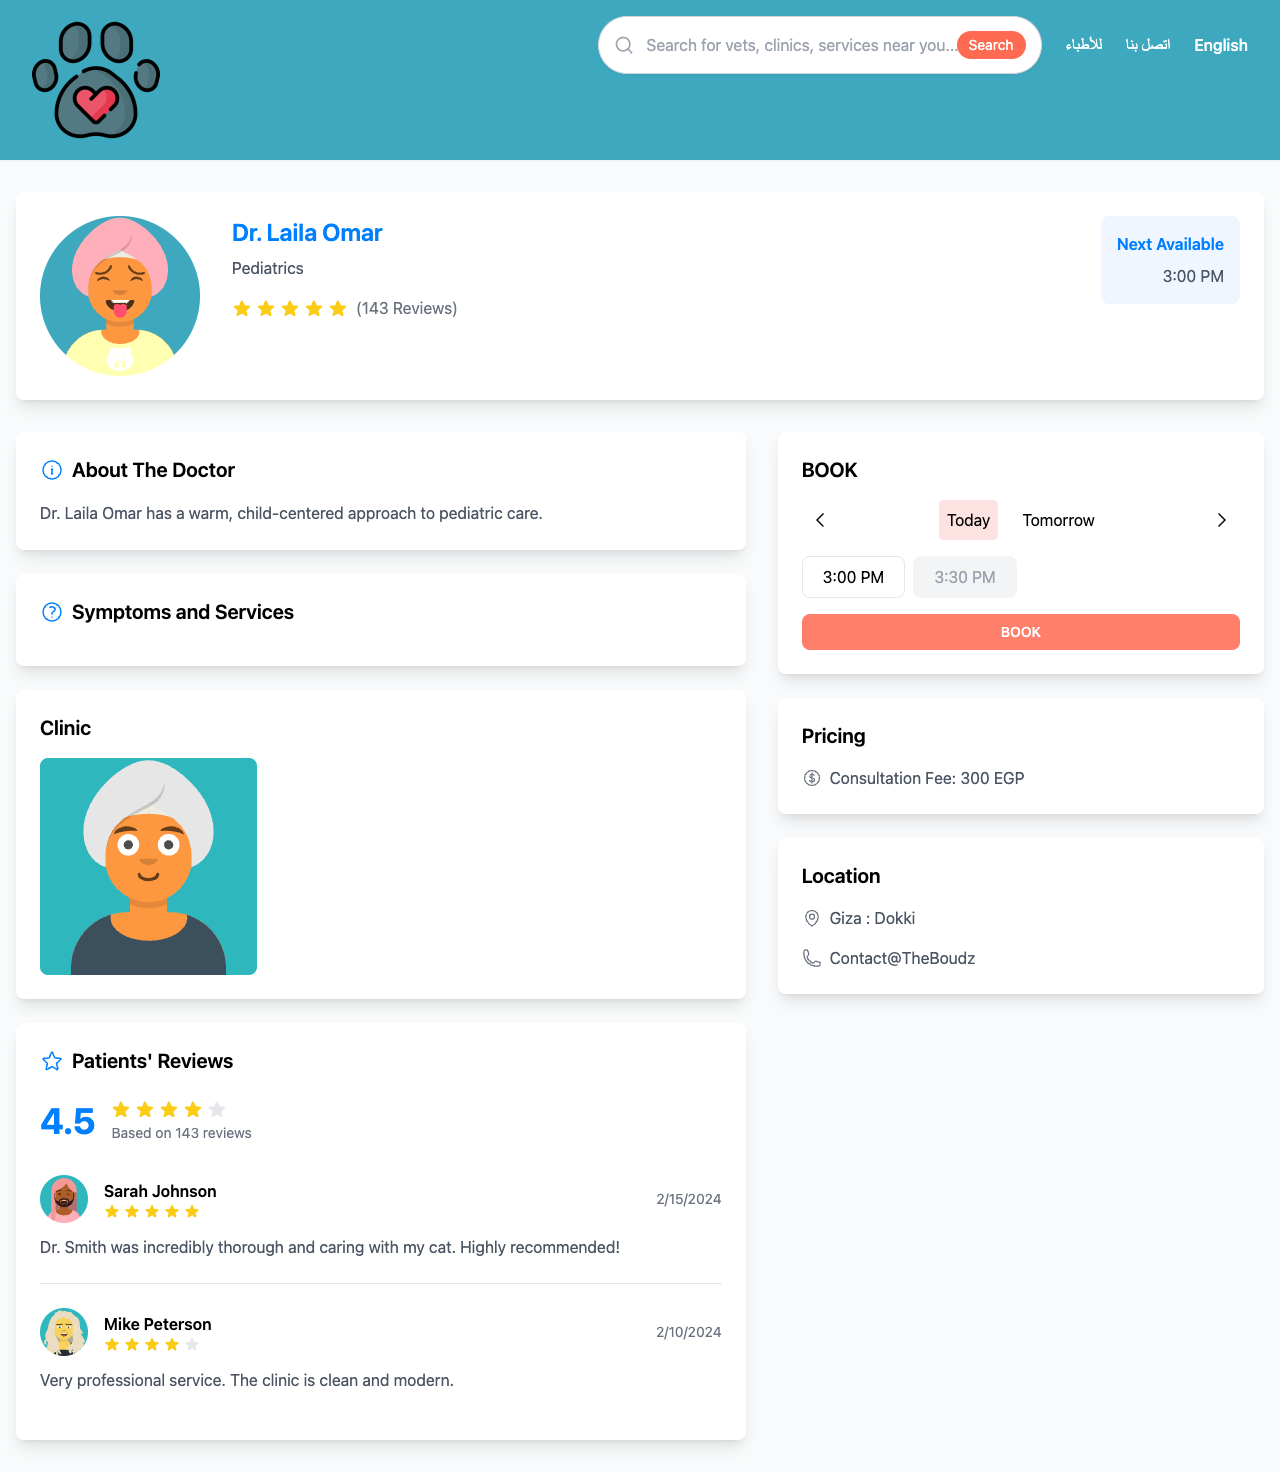 Search for vets, clinics, services near you...
Search
للأطباء
اتصل بنا
English
Dr. Laila Omar
Pediatrics
(143 Reviews)
Next Available
3:00 PM
About The Doctor
Dr. Laila Omar has a warm, child-centered approach to pediatric care.
Symptoms and Services
Clinic
Patients' Reviews
4.5
Based on 143 reviews
Sarah Johnson
2/15/2024
Dr. Smith was incredibly thorough and caring with my cat. Highly recommended!
Mike Peterson
2/10/2024
Very professional service. The clinic is clean and modern.
BOOK
Today
Tomorrow
3:00 PM
3:30 PM
BOOK
Pricing
Consultation Fee: 300 EGP
Location
Giza : Dokki
Contact@TheBoudz